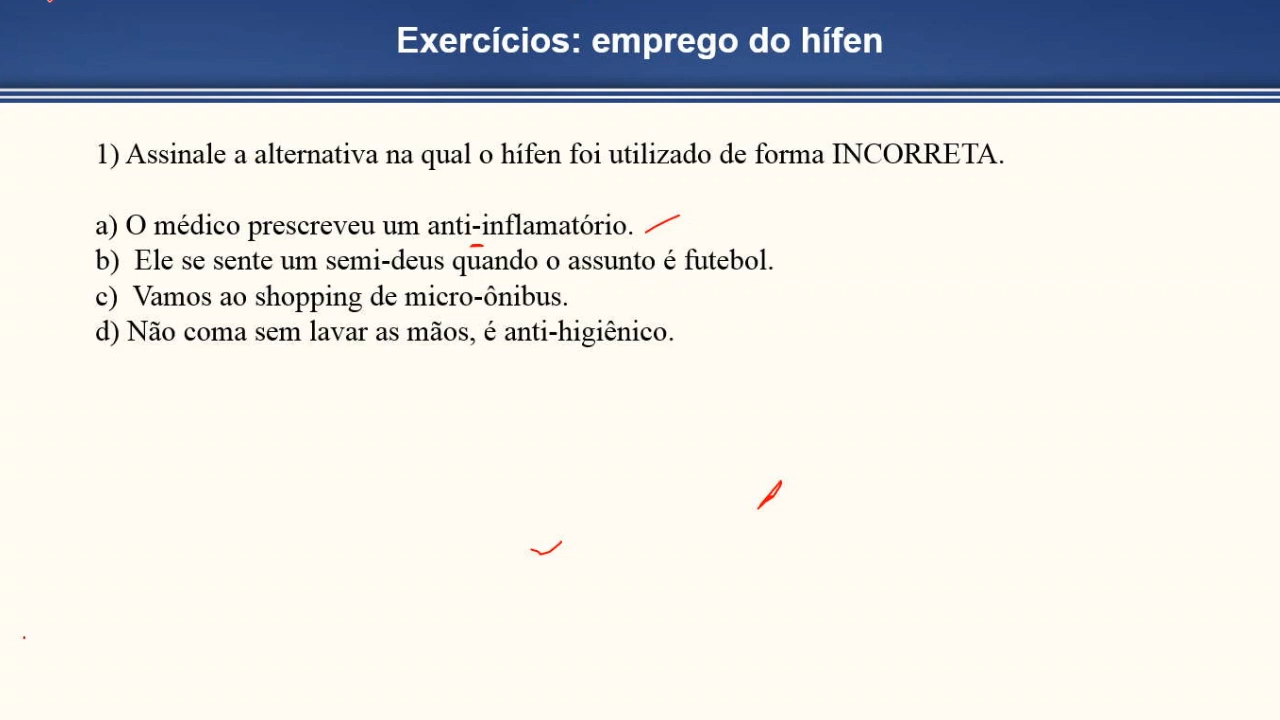 Exercícios: emprego do hífen
1) Assinale a alternativa na qual o hífen foi utilizado de forma INCORRETA.
a) O médico prescreveu um anti-inflamatório.
b) Ele se sente um semi-deus quando o assunto é futebol.
c) Vamos ao shopping de micro-ônibus.
d) Não coma sem lavar as mãos, é anti-higiênico.